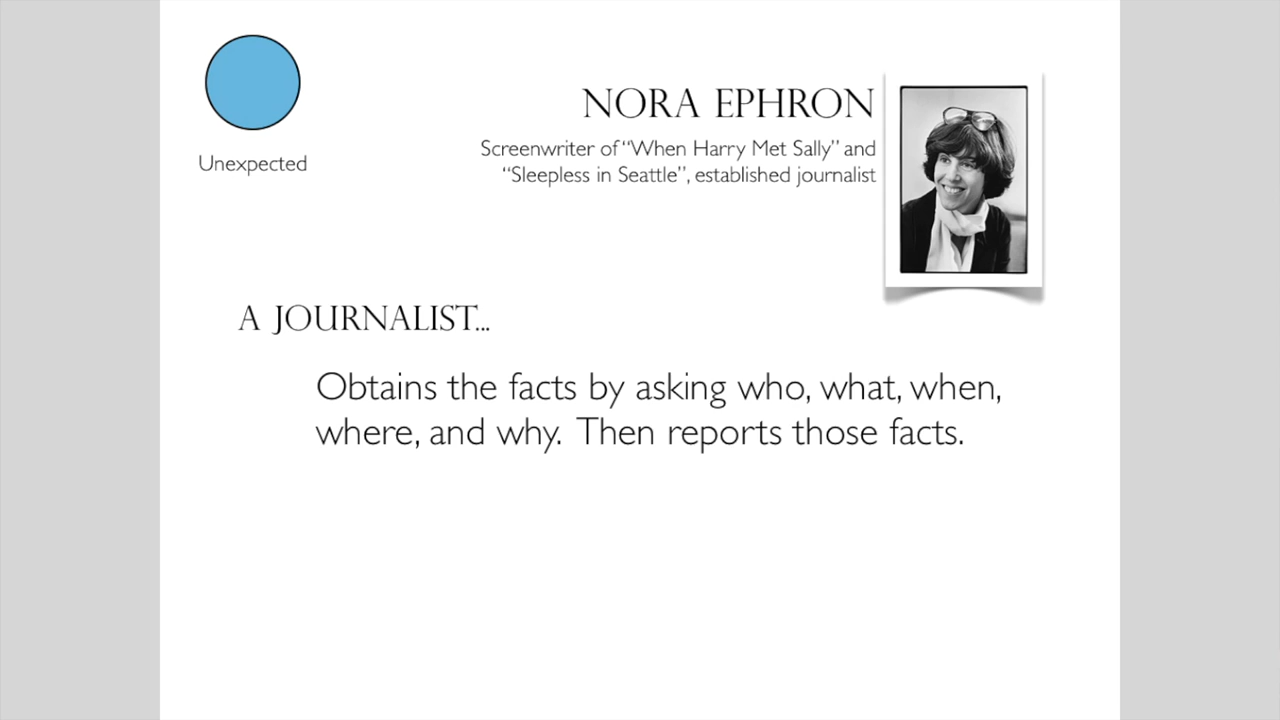 NORA EPHRON
Screenwriter of “When Harry Met Sally” and
“Sleepless in Seattle”, established journalist
Unexpected
A JOURNALIST...
Obtains the facts by asking who, what, when,
where, and why. Then reports those facts.